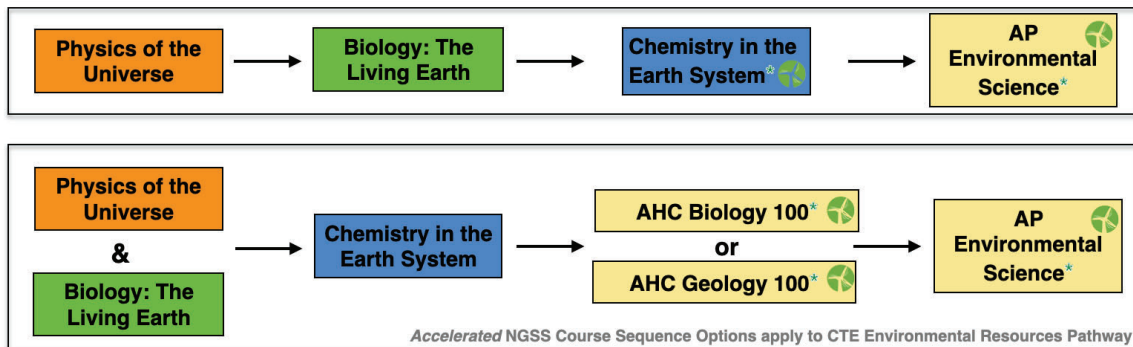 Physics of the
Universe
Biology: The
Living Earth
Chemistry in the
Earth System*
AP
Environmental
Science*
Physics of the
Universe
&
Biology: The
Living Earth
Chemistry in the
Earth System
AHC Biology 100*
or
AHC Geology 100*
AP
Environmental
Science*
Accelerated NGSS Course Sequence Options apply to CTE Environmental Resources Pathway